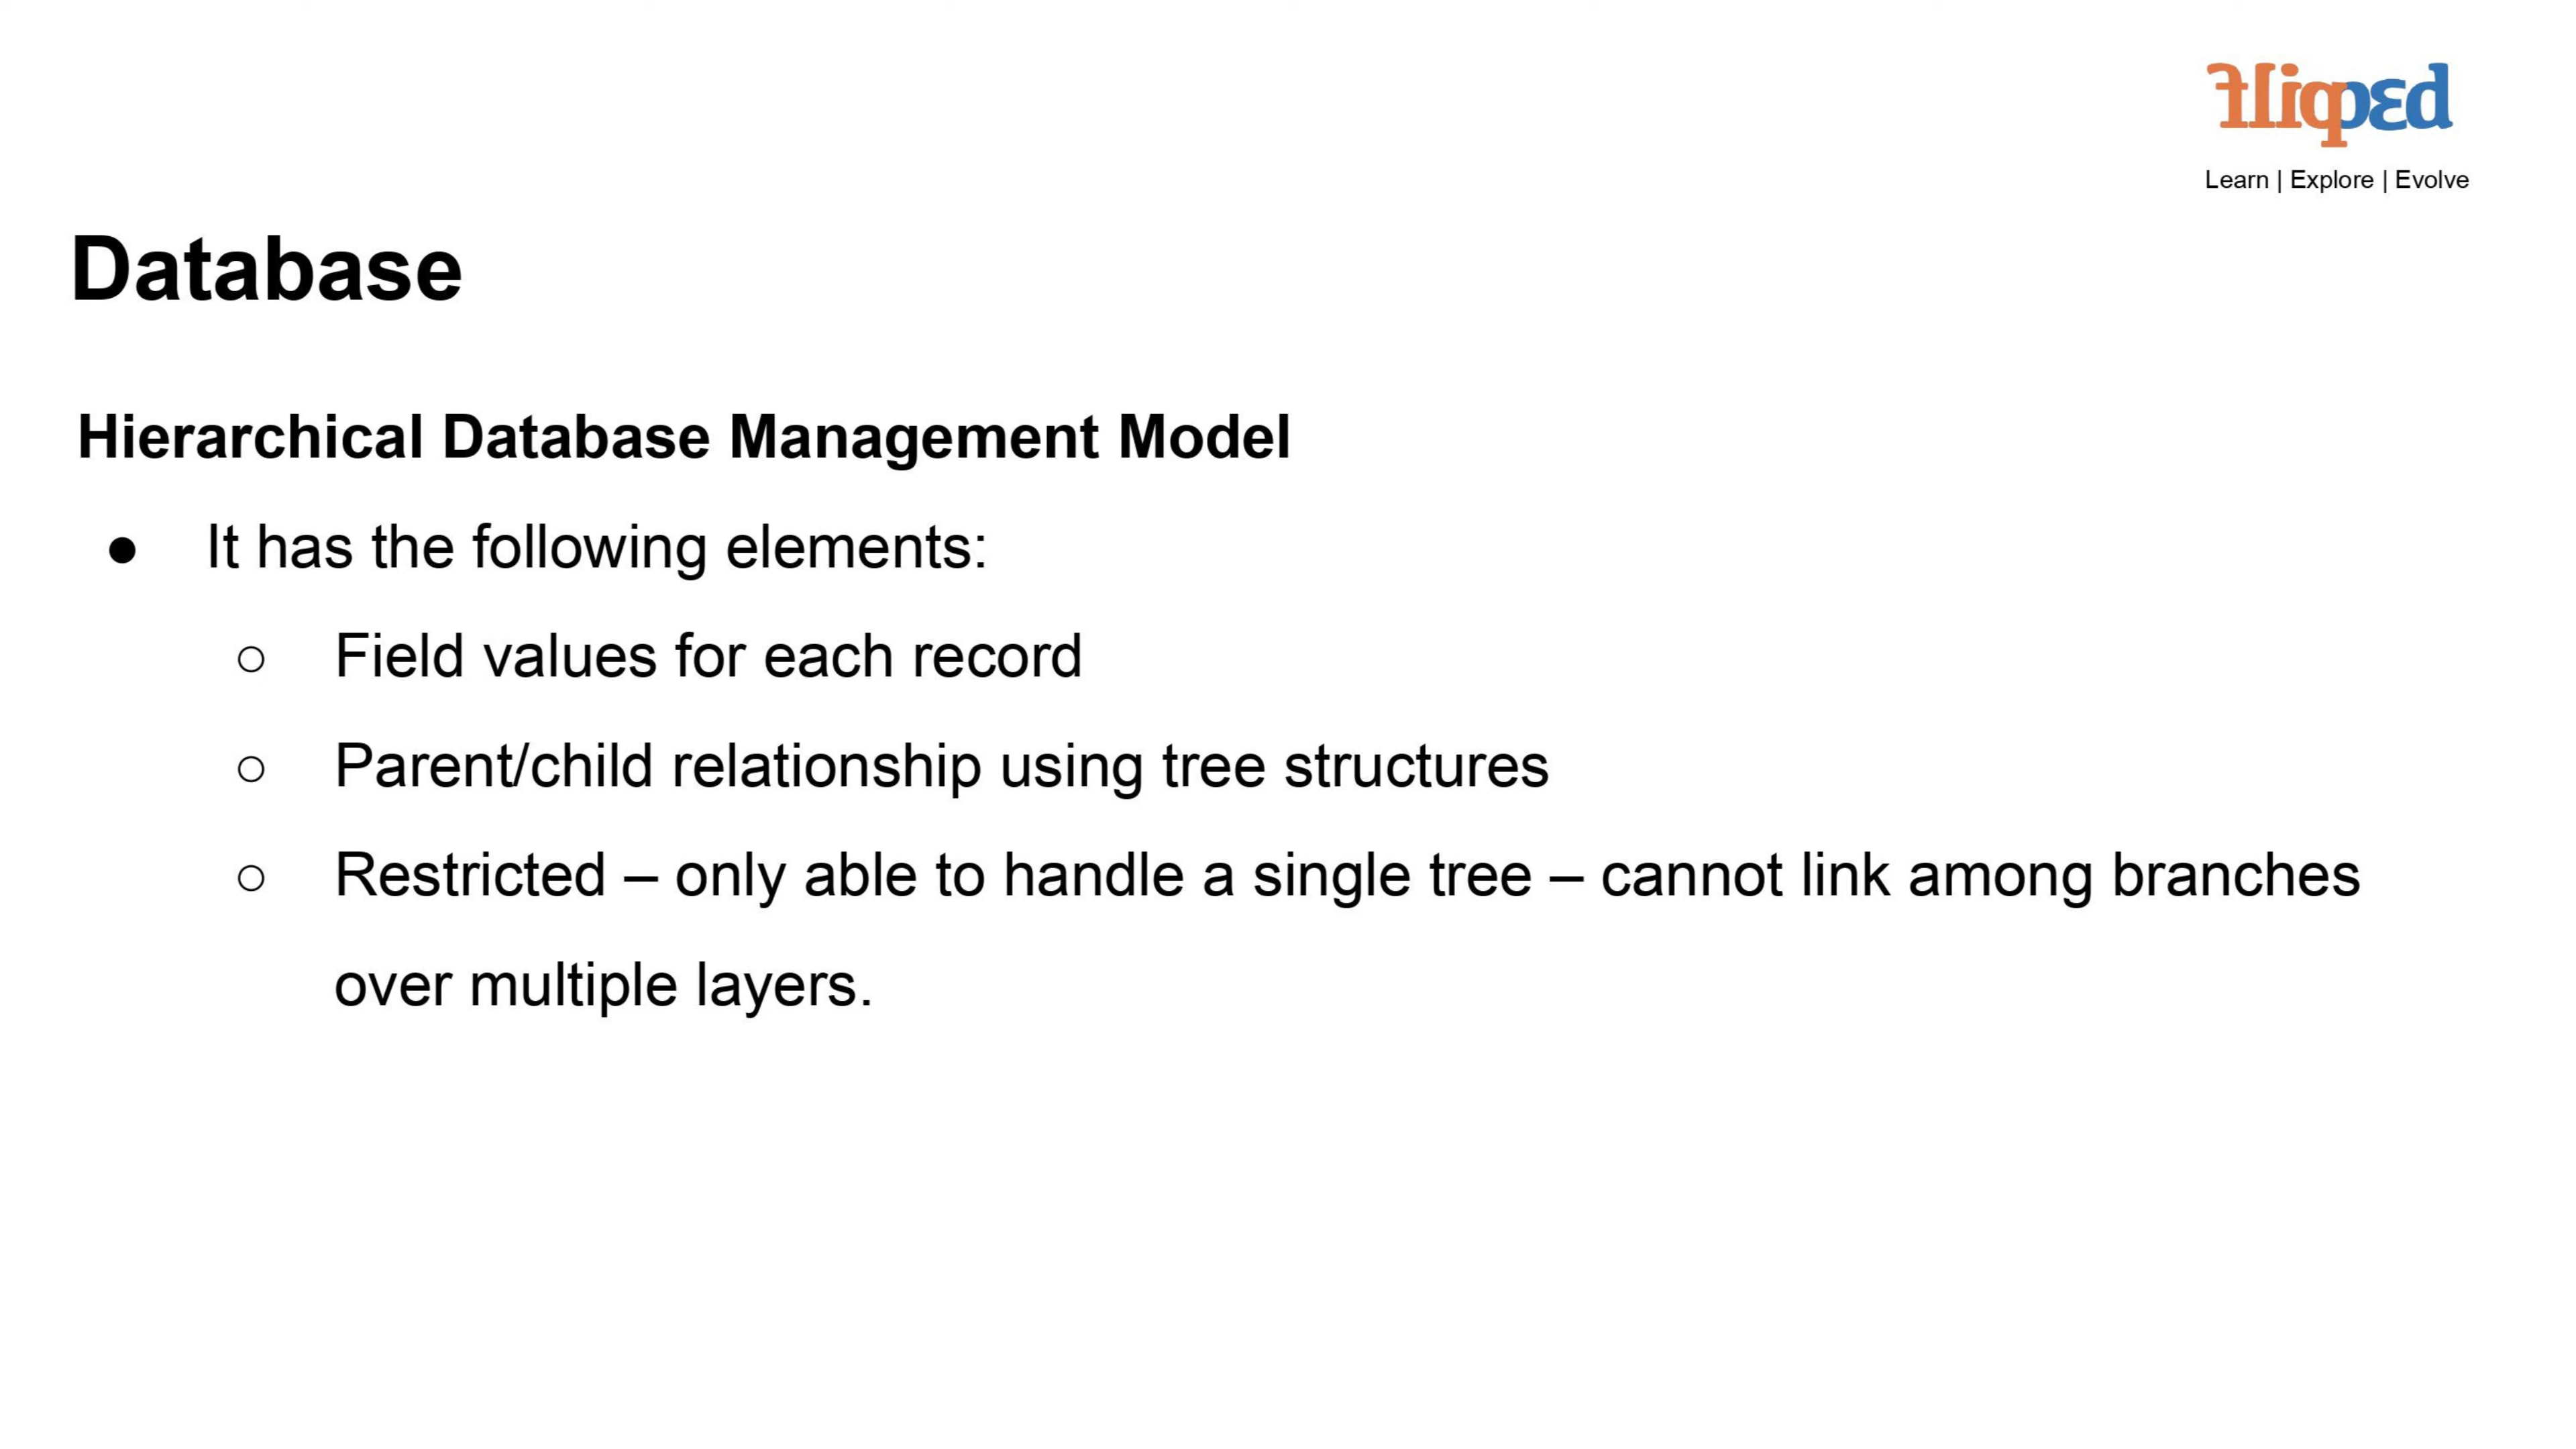 fliqped
Learn | Explore | Evolve
Database
Hierarchical Database Management Model
● It has the following elements:
○ Field values for each record
○ Parent/child relationship using tree structures
○ Restricted – only able to handle a single tree – cannot link among branches
over multiple layers.